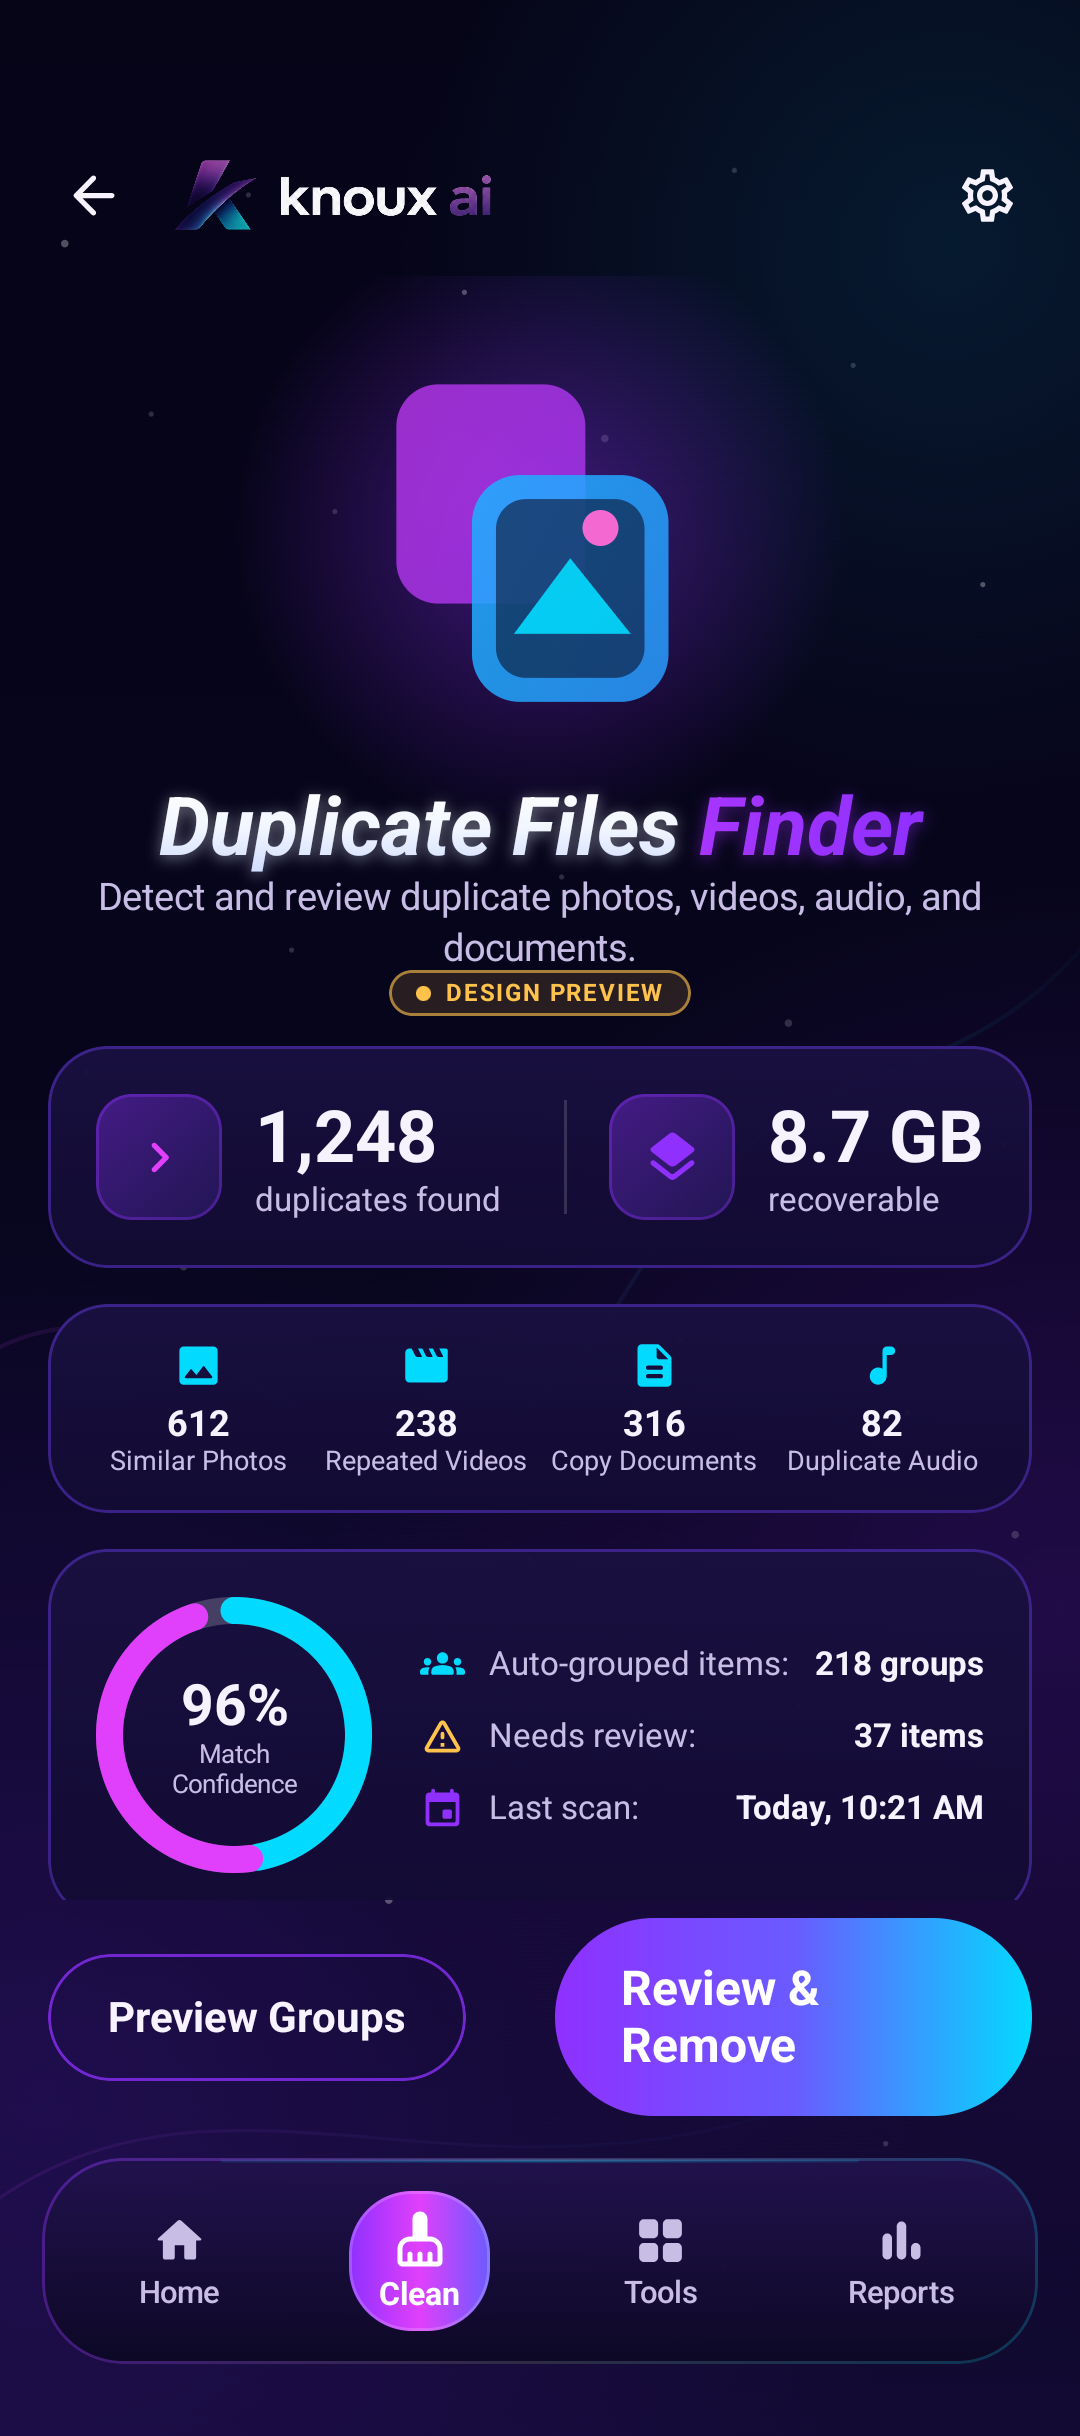 knoux ai
Duplicate Files Finder
Detect and review duplicate photos, videos, audio, and
documents.
DESIGN PREVIEW
1,248
duplicates found
8.7 GB
recoverable
612
Similar Photos
238
Repeated Videos
316
Copy Documents
82
Duplicate Audio
96%
Match
Confidence
Auto-grouped items: 218 groups
Needs review: 37 items
Last scan: Today, 10:21 AM
Preview Groups
Review &
Remove
Home
Clean
Tools
Reports